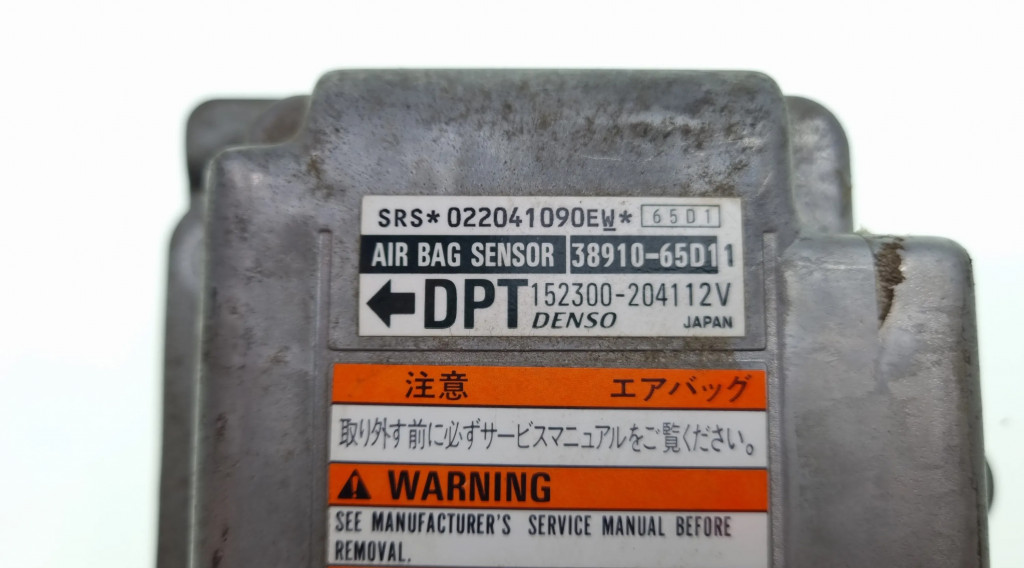 SRS*022041090EW* 65D1
AIR BAG SENSOR 38910-65D11
DPT 152300-204112V
DENSO JAPAN
注意 エアバッグ
取り外す前に必ずサービスマニュアルをご覧ください。
WARNING
SEE MANUFACTURER'S SERVICE MANUAL BEFORE
REMOVAL.